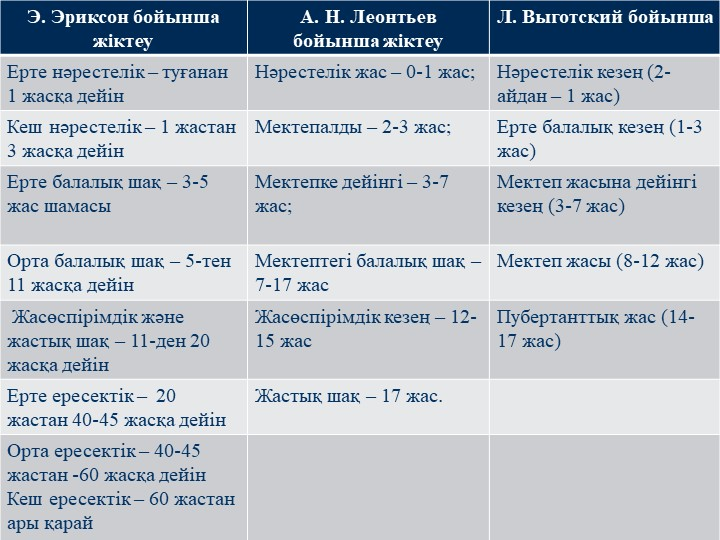 Э. Эриксон бойынша
жіктеу
А. Н. Леонтьев
бойынша жіктеу
Л. Выготский бойынша
Ерте нәрестелік – туғанан
1 жасқа дейін
Нәрестелік жас – 0-1 жас;
Нәрестелік кезең (2-
айдан – 1 жас)
Кеш нәрестелік – 1 жастан
3 жасқа дейін
Мектепалды – 2-3 жас;
Ерте балалық кезең (1-3
жас)
Ерте балалық шақ – 3-5
жас шамасы
Мектепке дейінгі – 3-7
жас;
Мектеп жасына дейінгі
кезең (3-7 жас)
Орта балалық шақ – 5-тен
11 жасқа дейін
Мектептегі балалық шақ –
7-17 жас
Мектеп жасы (8-12 жас)
Жасөспірімдік және
жастық шақ – 11-ден 20
жасқа дейін
Жасөспірімдік кезең – 12-
15 жас
Пубертанттық жас (14-
17 жас)
Ерте ересектік – 20
жастан 40-45 жасқа дейін
Жастық шақ – 17 жас.
Орта ересектік – 40-45
жастан -60 жасқа дейін
Кеш ересектік – 60 жастан
ары қарай